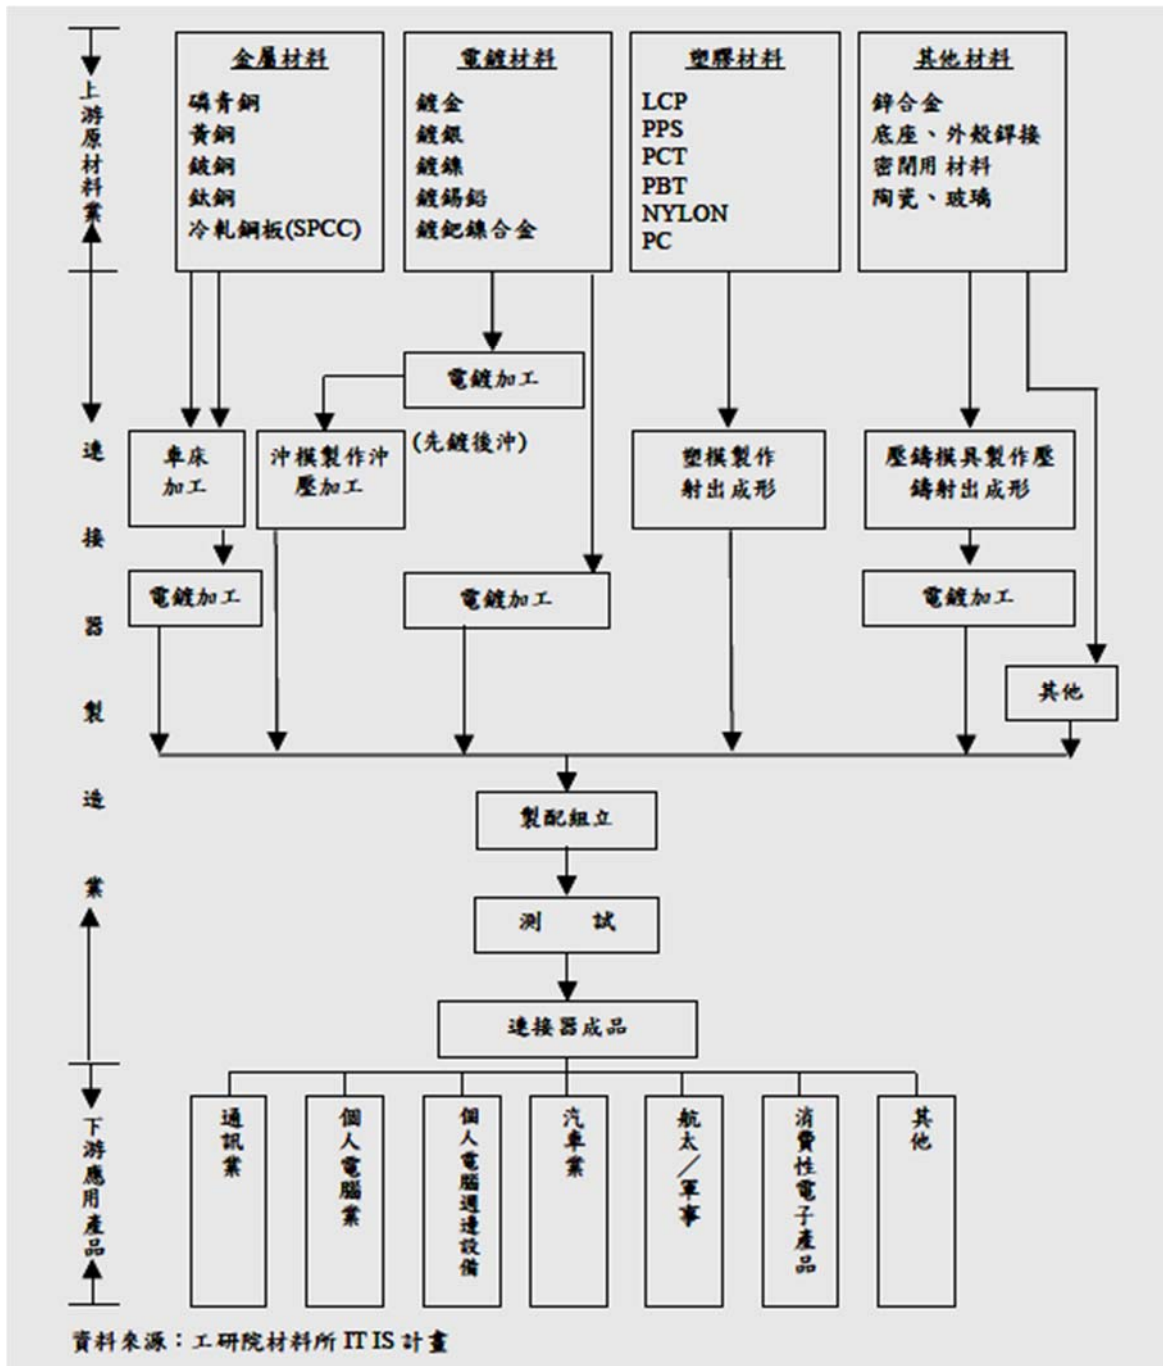 上游原材料業
金屬材料
磷青銅
黃銅
鈹銅
鈦銅
冷軋鋼板(SPCC)
電鍍材料
鍍金
鍍銀
鍍鎳
鍍錫鉛
鍍鈀鎳合金
塑膠材料
LCP
PPS
PCT
PBT
NYLON
PC
其他材料
鋅合金
底座、外殼銲接
密閉用材料
陶瓷、玻璃
連接器製造業
電鍍加工
(先鍍後沖)
車床
加工
沖模製作沖
壓加工
塑模製作
射出成形
壓鑄模具製作壓
鑄射出成形
電鍍加工
電鍍加工
電鍍加工
其他
製配組立
測 試
連接器成品
下游應用產品
通訊業
個人電腦業
個人電腦週邊設備
汽車業
航太／軍事
消費性電子產品
其他
資料來源：工研院材料所 IT IS 計畫